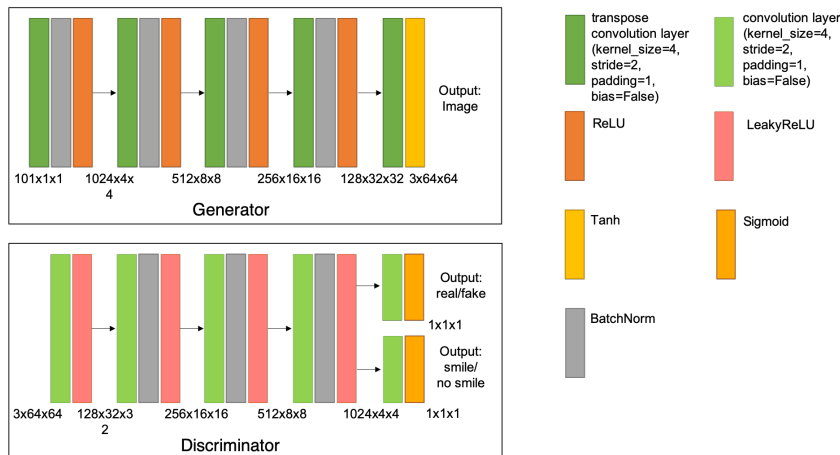 Output:
Image
101x1x1
1024x4x
4
512x8x8
256x16x16
128x32x32
3x64x64
Generator
Output:
real/fake
1x1x1
Output:
smile/
no smile
3x64x64
128x32x3
2
256x16x16
512x8x8
1024x4x4
1x1x1
Discriminator
transpose
convolution layer
(kernel_size=4,
stride=2,
padding=1,
bias=False)
convolution layer
(kernel_size=4,
stride=2,
padding=1,
bias=False)
ReLU
LeakyReLU
Tanh
Sigmoid
BatchNorm